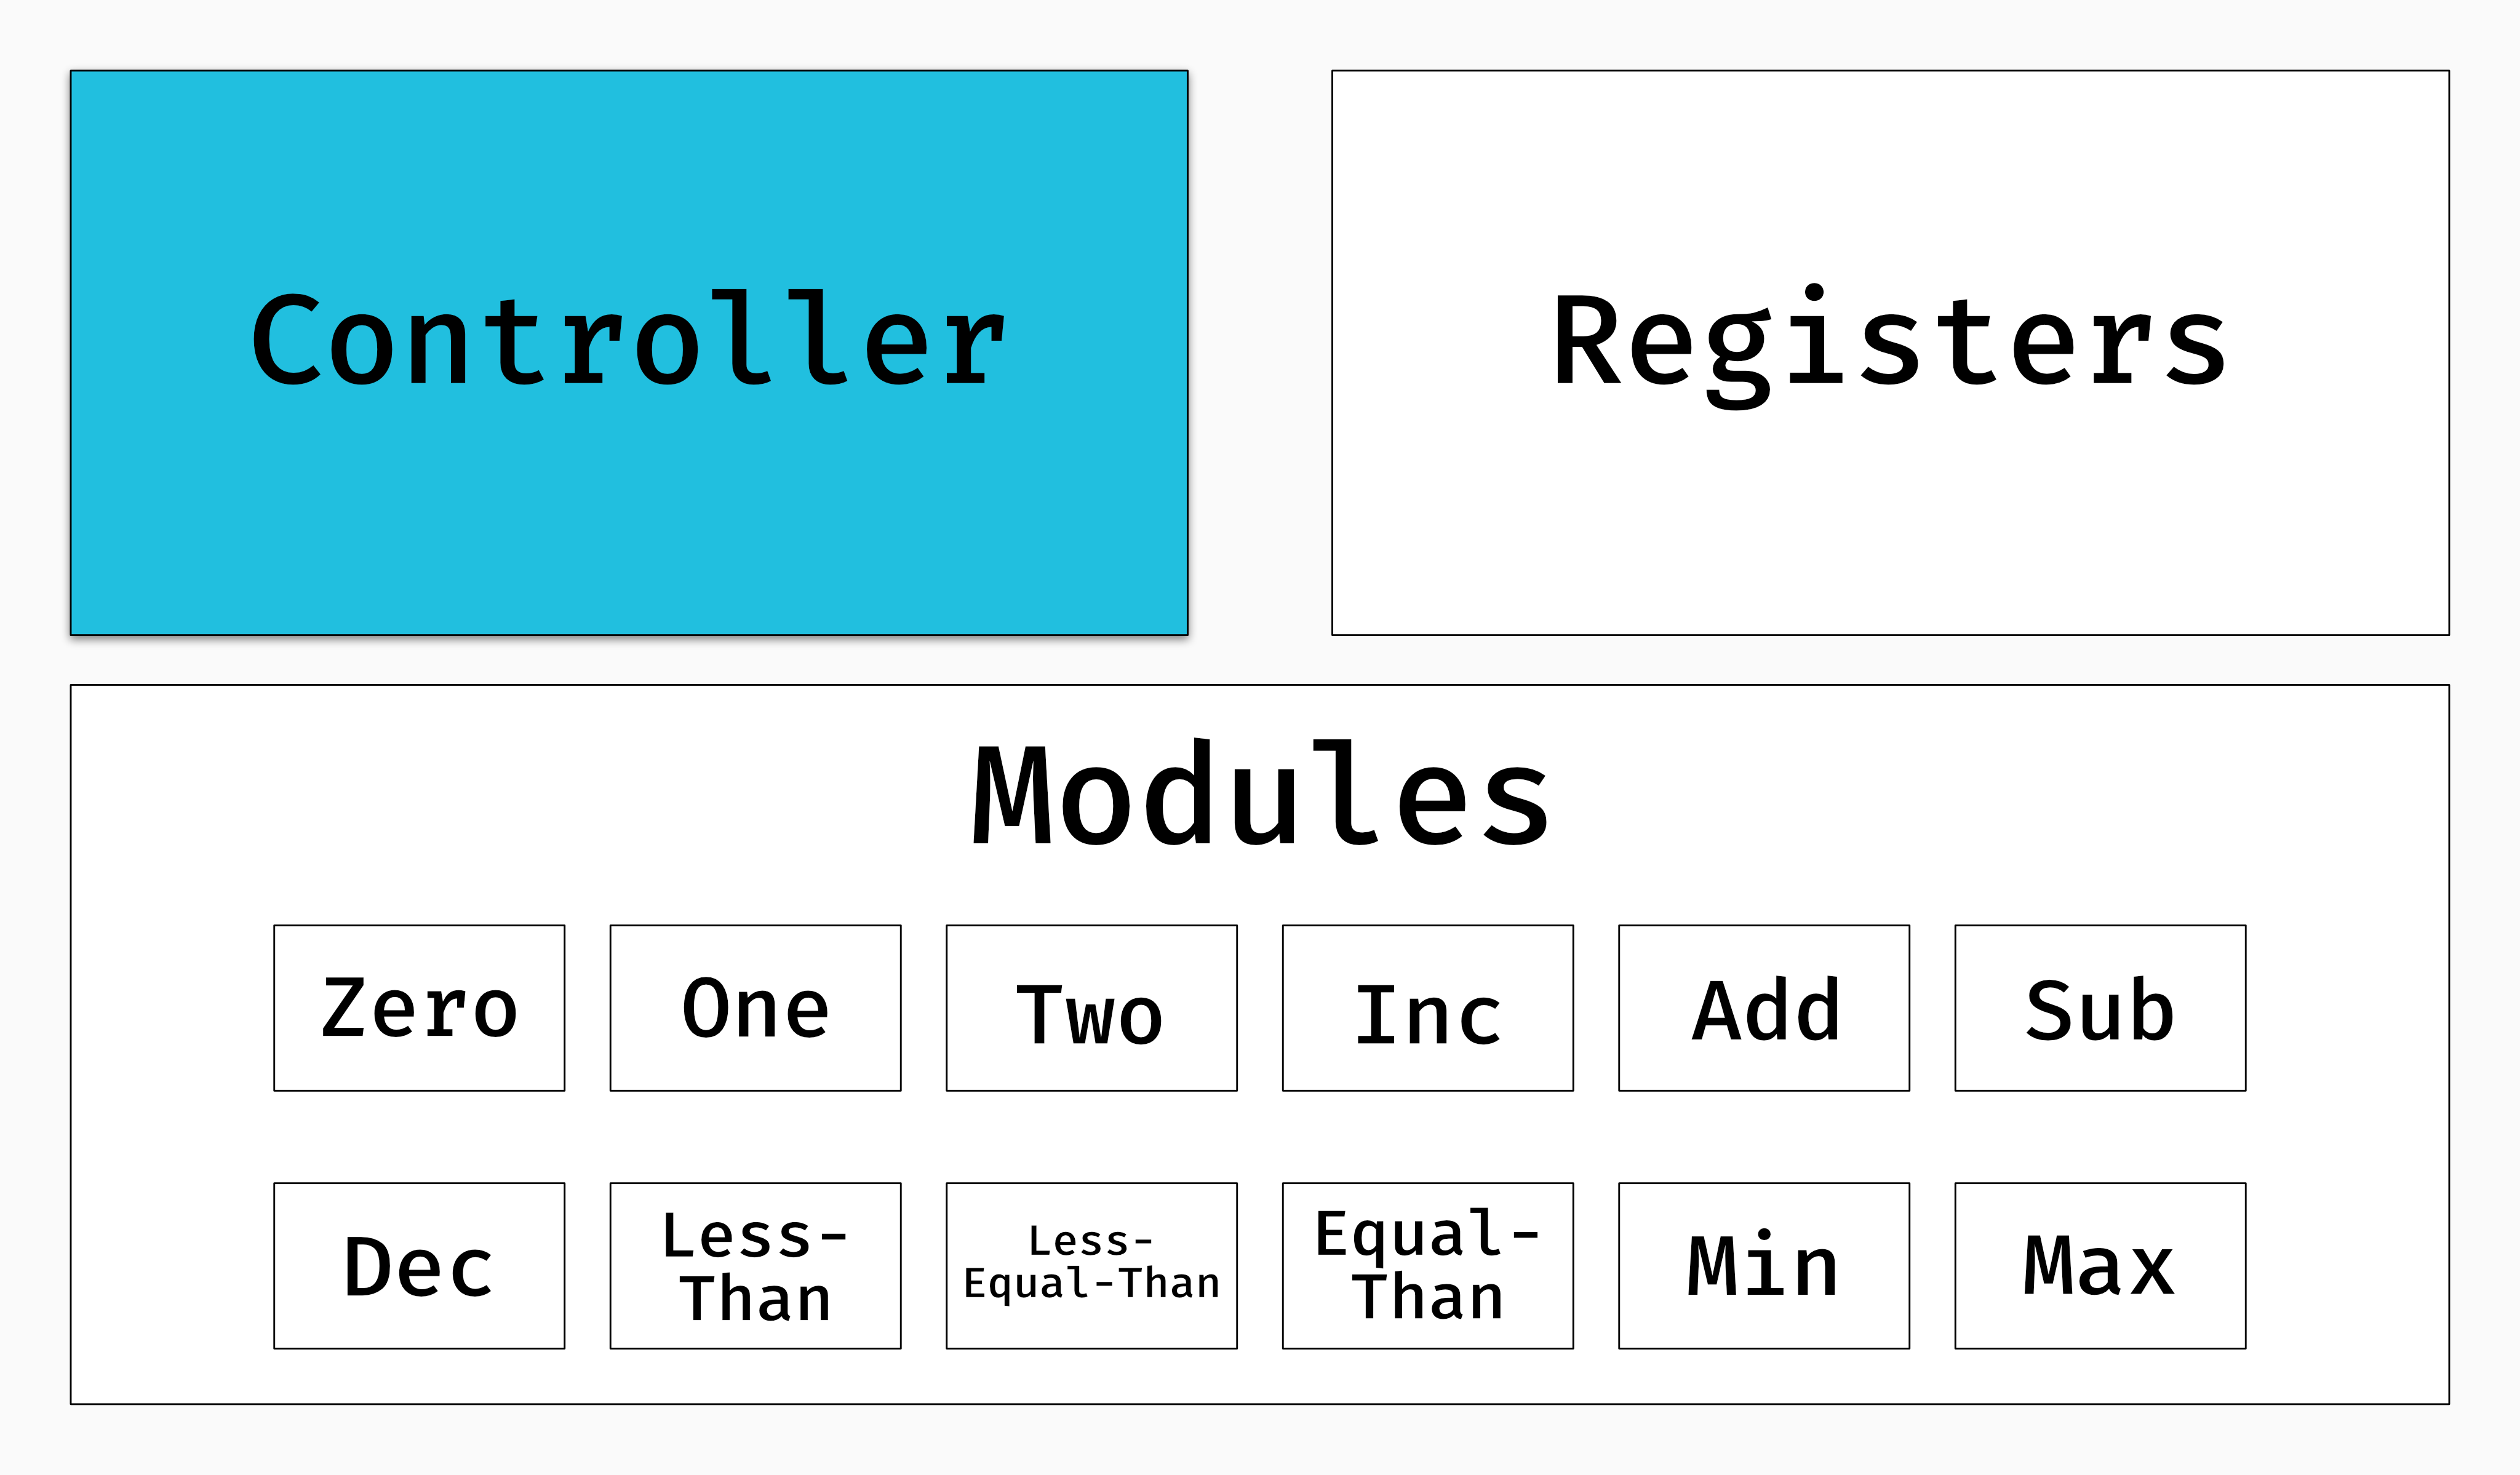 Controller
Registers
Modules
Zero
One
Two
Inc
Add
Sub
Dec
Less-
Than
Less-
Equal-Than
Equal-
Than
Min
Max